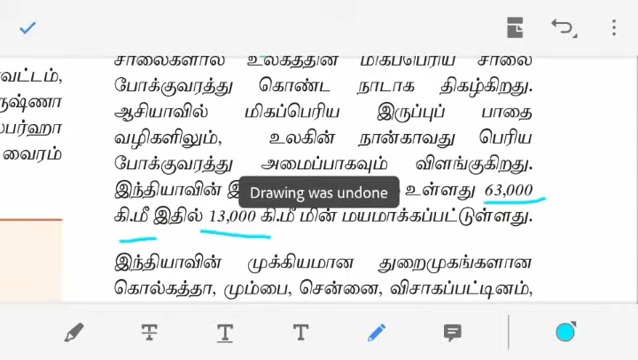 சாலைகளால் உலகத்தின் மிகப்பெரிய சாலை
வட்டம்,
போக்குவரத்து கொண்ட நாடாக திகழ்கிறது.
ருஷ்ணா
ஆசியாவில் மிகப்பெரிய இருப்புப் பாதை
பர்ஹா
வழிகளிலும், உலகின் நான்காவது பெரிய
வைரம்
போக்குவரத்து அமைப்பாகவும் விளங்குகிறது.
இந்தியாவின் உள்ளது 63,000
Drawing was undone
கி.மீ இதில் 13,000 கி.மீ மின் மயமாக்கப்பட்டுள்ளது.
இந்தியாவின் முக்கியமான துறைமுகங்களான
கொல்கத்தா, மும்பை, சென்னை, விசாகப்பட்டினம்,